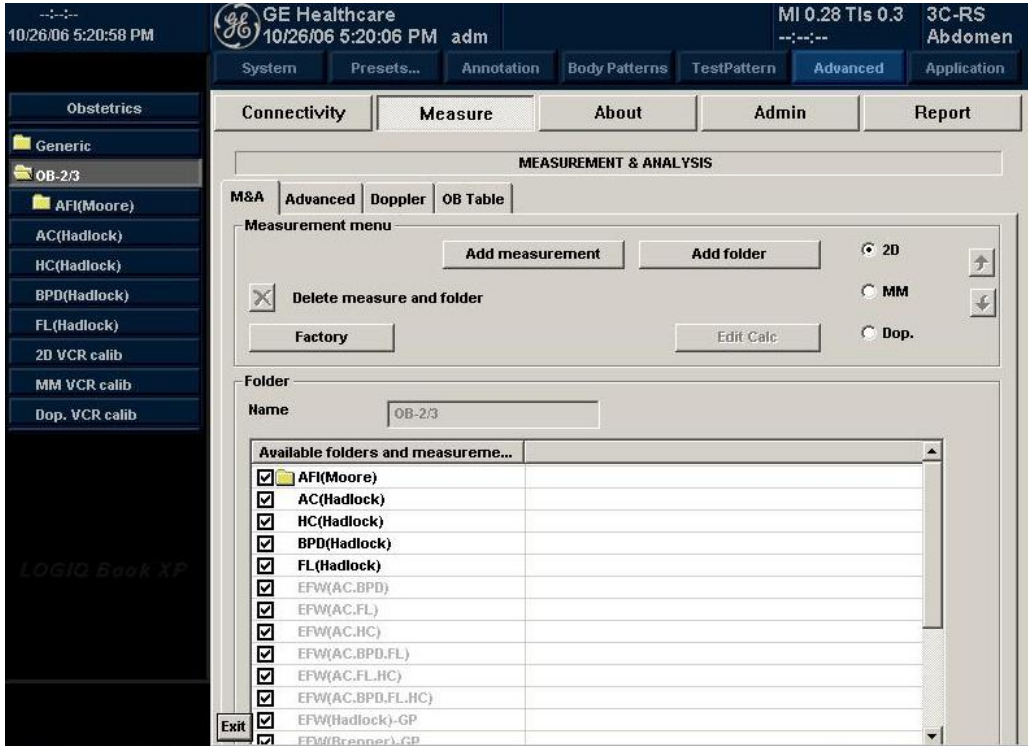 --:--:--
10/26/06 5:20:58 PM
GE Healthcare
10/26/06 5:20:06 PM adm
MI 0.28 TIs 0.3
--:--:--
3C-RS
Abdomen
System
Presets...
Annotation
Body Patterns
TestPattern
Advanced
Application
Obstetrics
Generic
OB-2/3
AFI(Moore)
AC(Hadlock)
HC(Hadlock)
BPD(Hadlock)
FL(Hadlock)
2D VCR calib
MM VCR calib
Dop. VCR calib
LOGIQ Book XP
Connectivity
Measure
About
Admin
Report
MEASUREMENT & ANALYSIS
M&A
Advanced
Doppler
OB Table
Measurement menu
Add measurement
Add folder
2D
Delete measure and folder
MM
Factory
Edit Calc
Dop.
Folder
Name
OB-2/3
Available folders and measureme...
AFI(Moore)
AC(Hadlock)
HC(Hadlock)
BPD(Hadlock)
FL(Hadlock)
EFW(AC.BPD)
EFW(AC.FL)
EFW(AC.HC)
EFW(AC.BPD.FL)
EFW(AC.FL.HC)
EFW(AC.BPD.FL.HC)
EFW(Hadlock)-GP
EFW(Brenner)-GP
Exit